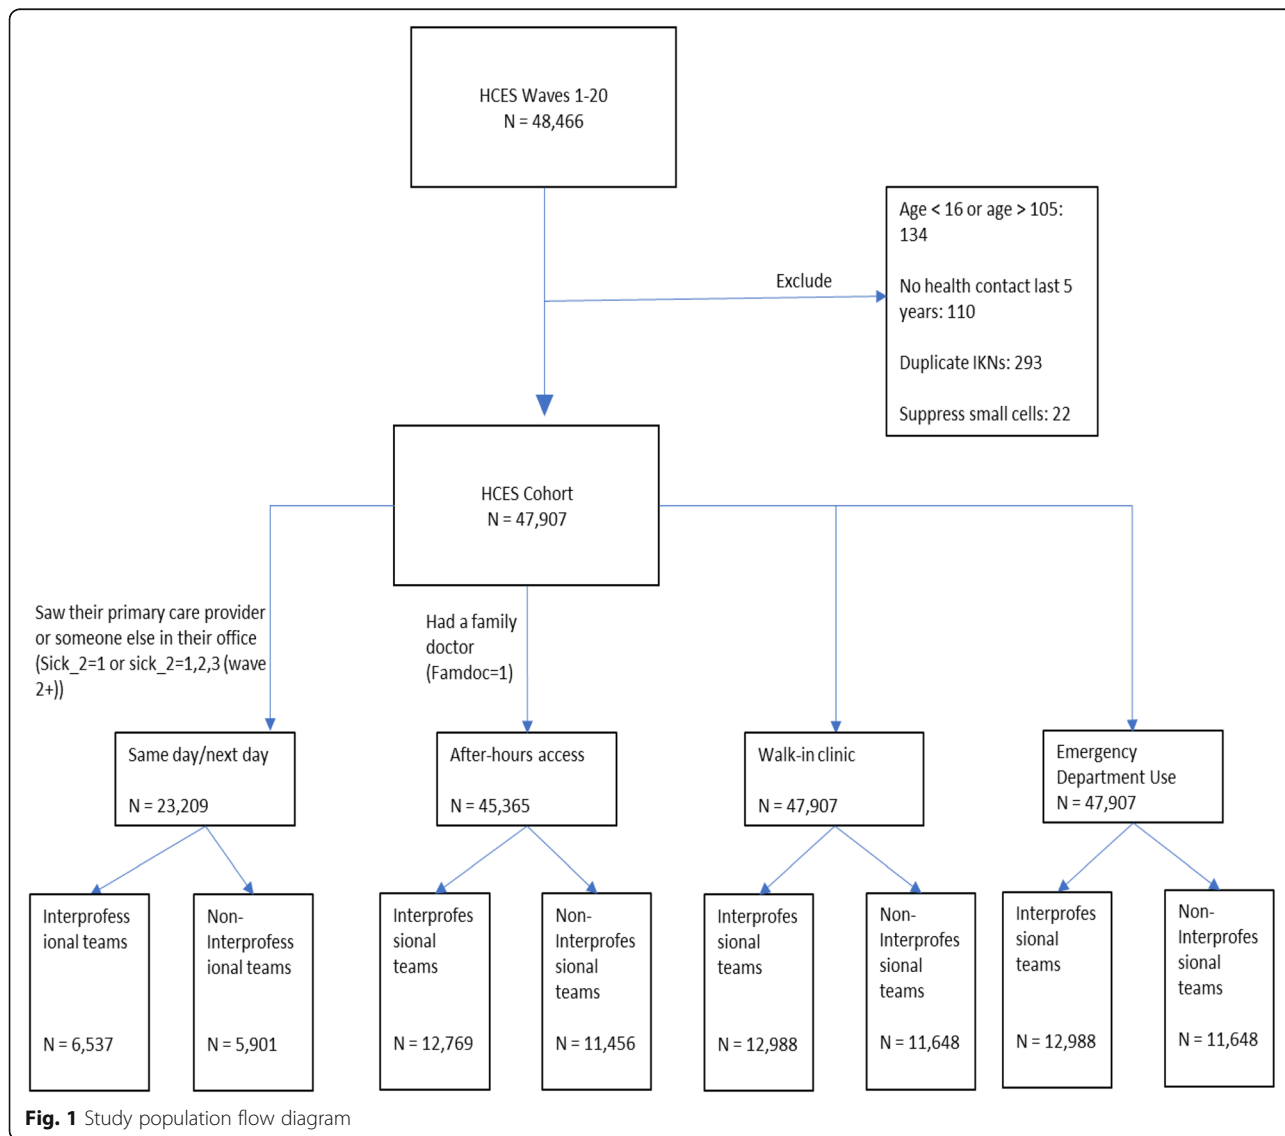 HCES Waves 1-20
N = 48,466
Age < 16 or age > 105:
134
No health contact last 5
years: 110
Duplicate IKNs: 293
Suppress small cells: 22
Exclude
HCES Cohort
N = 47,907
Saw their primary care provider
or someone else in their office
(Sick_2=1 or sick_2=1,2,3 (wave
2+))
Had a family
doctor
(Famdoc=1)
Same day/next day
N = 23,209
After-hours access
N = 45,365
Walk-in clinic
N = 47,907
Emergency
Department Use
N = 47,907
Interprofess
ional teams
N = 6,537
Non-
Interprofess
ional teams
N = 5,901
Interprofes
sional
teams
N = 12,769
Non-
Interprofes
sional
teams
N = 11,456
Interprofes
sional
teams
N = 12,988
Non-
Interprofes
sional
teams
N = 11,648
Interprofes
sional
teams
N = 12,988
Non-
Interprofes
sional
teams
N = 11,648
Fig. 1 Study population flow diagram